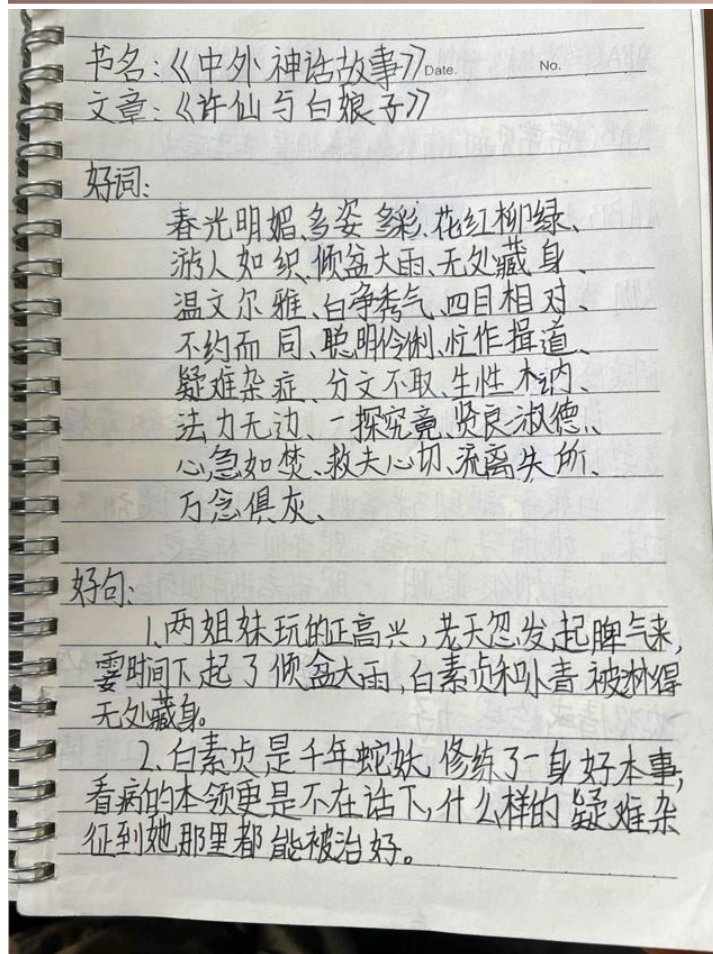 书名:《中外神话故事》Date. No.
文章:《许仙与白娘子》
好词:
春光明媚、多姿多彩、花红柳绿、
游人如织、倾盆大雨、无处藏身、
温文尔雅、白净秀气、四目相对、
不约而同、聪明伶俐、忙作揖道、
疑难杂症、分文不取、生性木讷、
法力无边、一探究竟、贤良淑德、
心急如焚、救夫心切、流离失所、
万念俱灰、
好句:
1、两姐妹玩的正高兴,老天忽发起脾气来,
霎时间下起了倾盆大雨,白素贞和小青被淋得
无处藏身。
2、白素贞是千年蛇妖,修练了一身好本事,
看病的本领更是不在话下,什么样的疑难杂
征到她那里都能被治好。